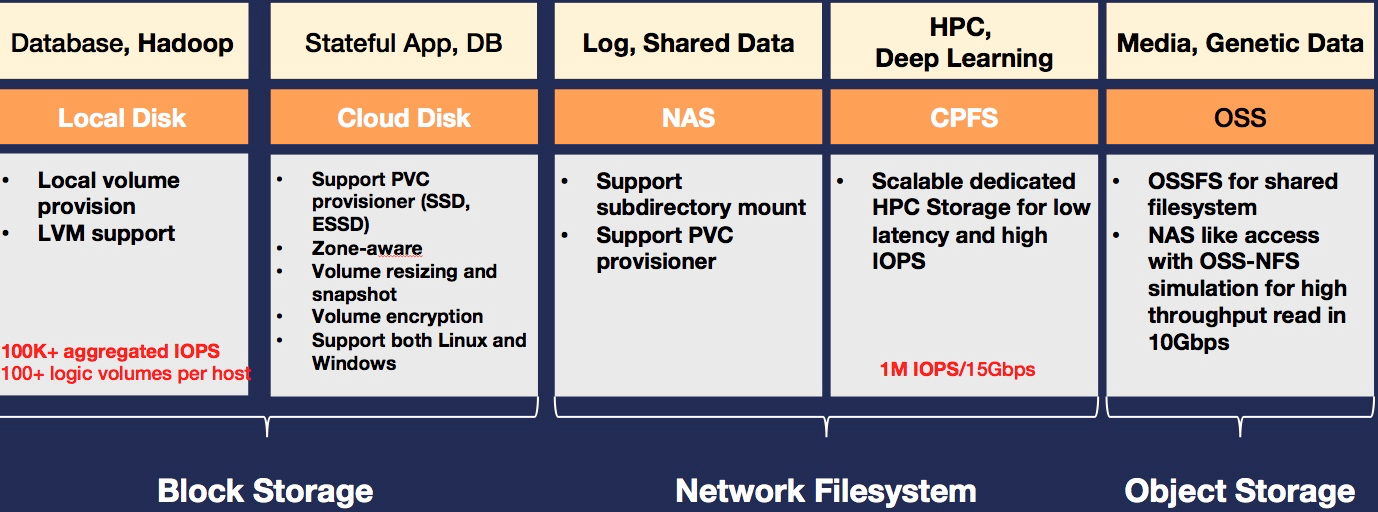 Database, Hadoop
Stateful App, DB
Log, Shared Data
HPC,
Deep Learning
Media, Genetic Data
Local Disk
Cloud Disk
NAS
CPFS
OSS
• Local volume
provision
• LVM support
100K+ aggregated IOPS
100+ logic volumes per host
• Support PVC
provisioner (SSD,
ESSD)
• Zone-aware
• Volume resizing and
snapshot
• Volume encryption
• Support both Linux and
Windows
• Support
subdirectory mount
• Support PVC
provisioner
• Scalable dedicated
HPC Storage for low
latency and high
IOPS
1M IOPS/15Gbps
• OSSFS for shared
filesystem
• NAS like access
with OSS-NFS
simulation for high
throughput read in
10Gbps
Block Storage
Network Filesystem
Object Storage